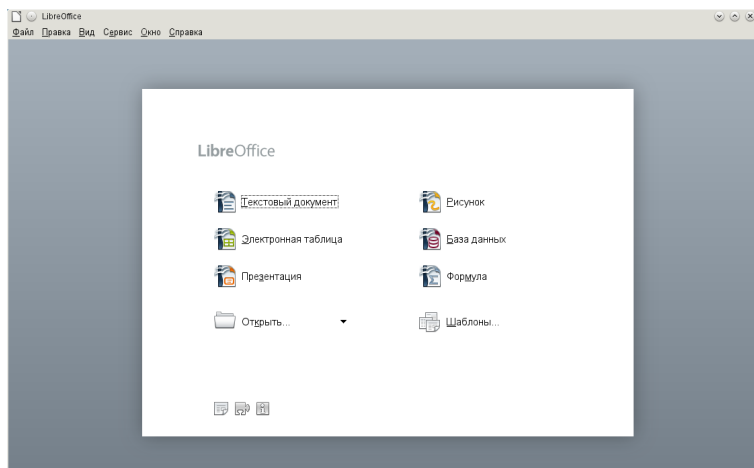 LibreOffice
Файл Правка Вид Сервис Окно Справка
LibreOffice
Текстовый документ Рисунок
Электронная таблица База данных
Презентация Формула
Открыть... Шаблоны...